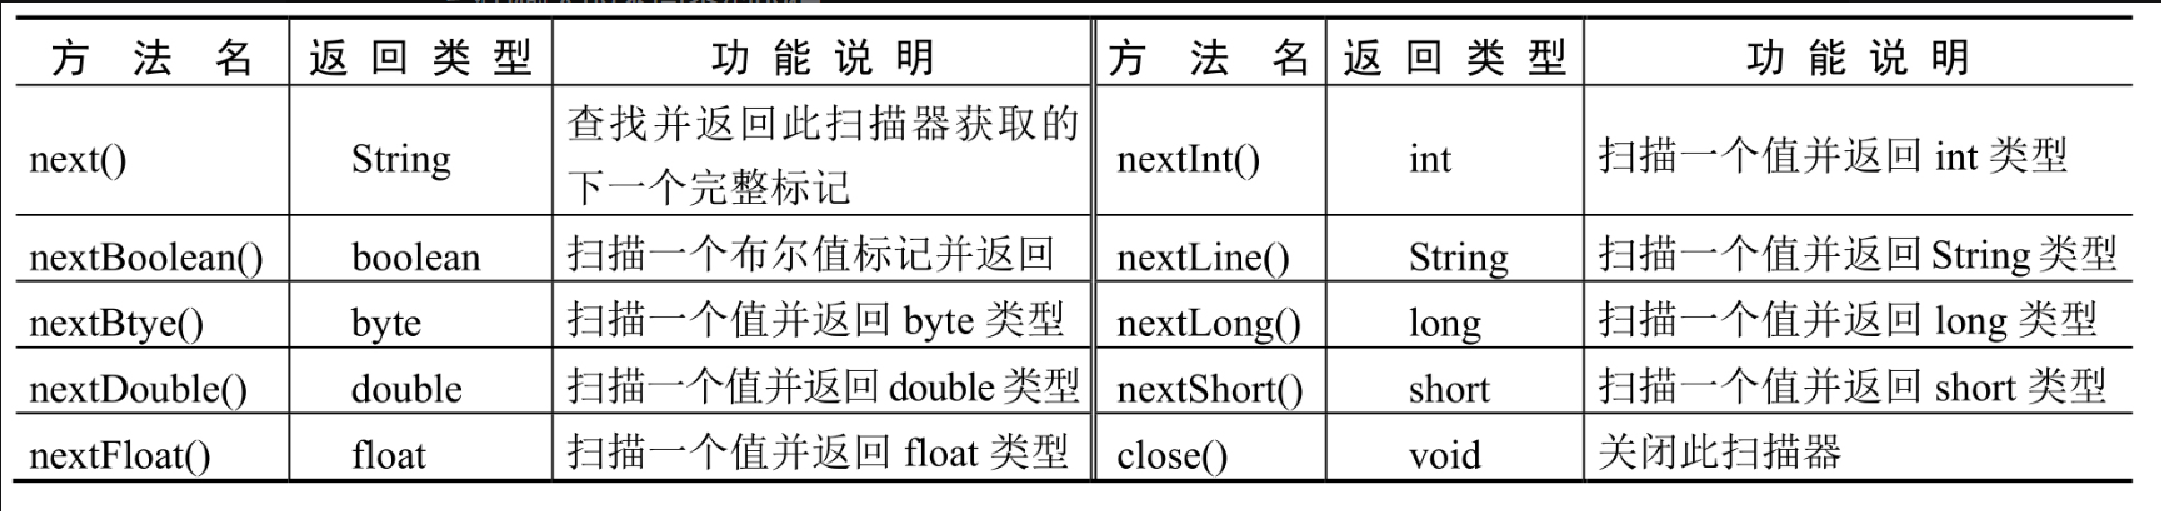 方法名 返回类型 功能说明 方法名 返回类型 功能说明
next() String 查找并返回此扫描器获取的下一个完整标记 nextInt() int 扫描一个值并返回 int 类型
nextBoolean() boolean 扫描一个布尔值标记并返回 nextLine() String 扫描一个值并返回 String 类型
nextBtye() byte 扫描一个值并返回 byte 类型 nextLong() long 扫描一个值并返回 long 类型
nextDouble() double 扫描一个值并返回 double 类型 nextShort() short 扫描一个值并返回 short 类型
nextFloat() float 扫描一个值并返回 float 类型 close() void 关闭此扫描器